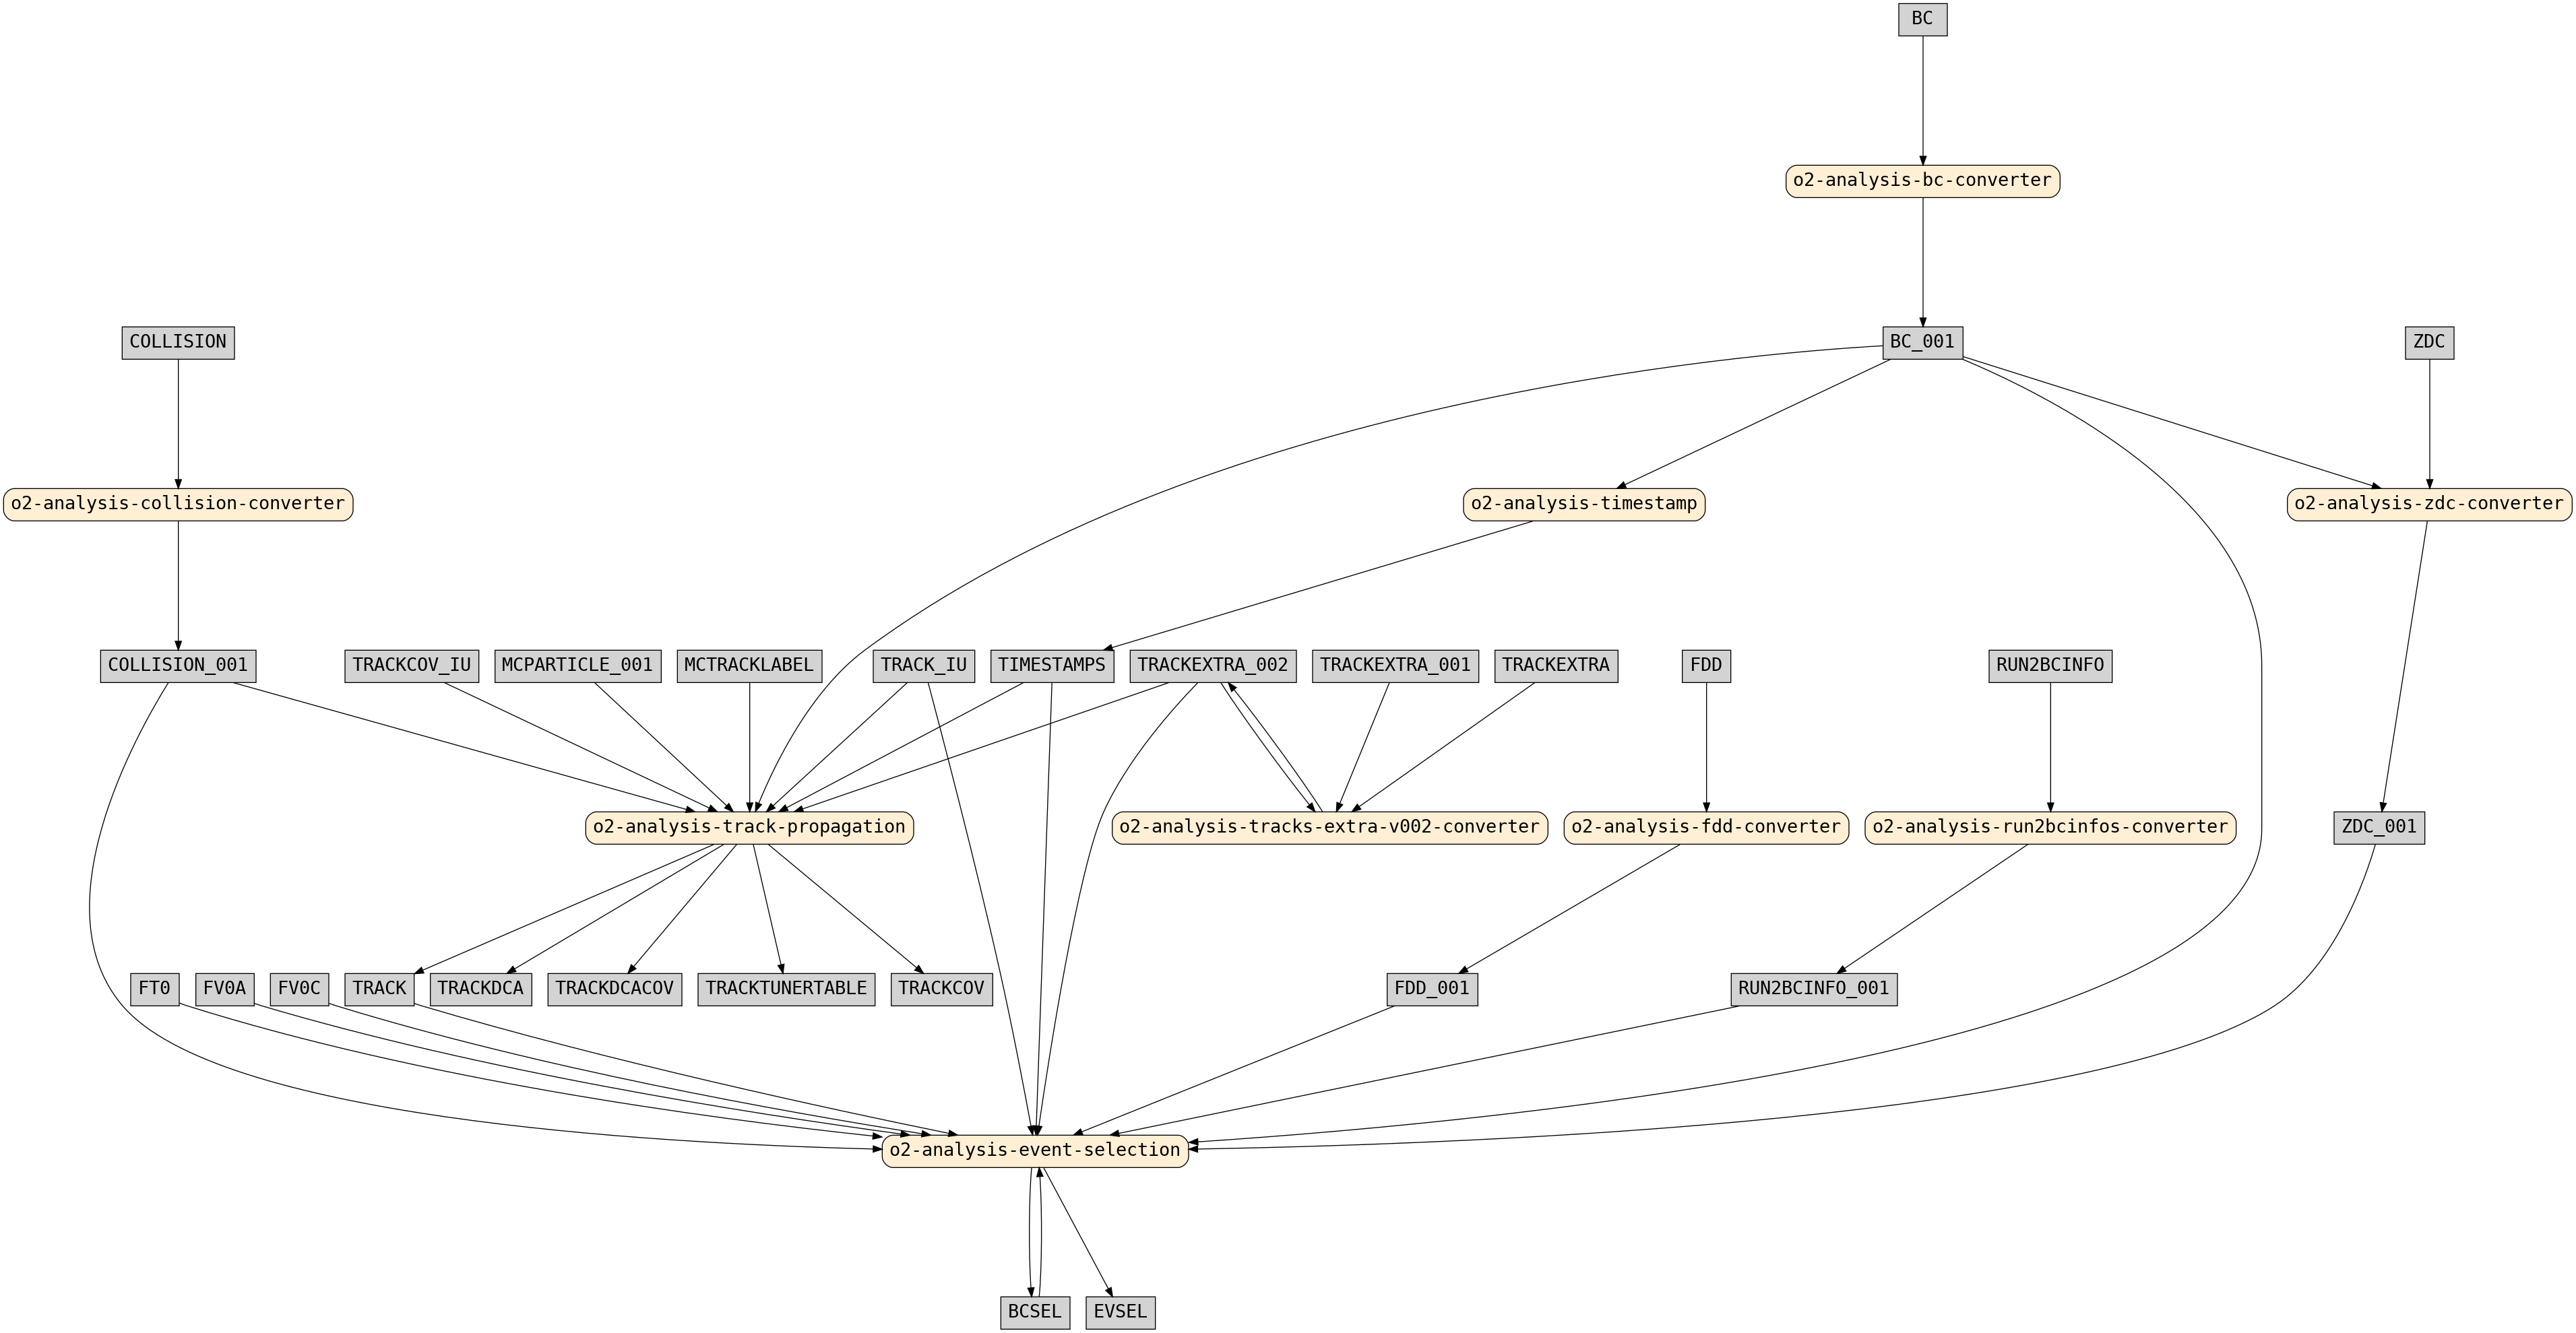 BC
o2-analysis-bc-converter
COLLISION
BC_001
ZDC
o2-analysis-collision-converter
o2-analysis-timestamp
o2-analysis-zdc-converter
COLLISION_001
TRACKCOV_IU
MCPARTICLE_001
MCTRACKLABEL
TRACK_IU
TIMESTAMPS
TRACKEXTRA_002
TRACKEXTRA_001
TRACKEXTRA
FDD
RUN2BCINFO
o2-analysis-track-propagation
o2-analysis-tracks-extra-v002-converter
o2-analysis-fdd-converter
o2-analysis-run2bcinfos-converter
ZDC_001
FT0
FV0A
FV0C
TRACK
TRACKDCA
TRACKDCACOV
TRACKTUNERTABLE
TRACKCOV
FDD_001
RUN2BCINFO_001
o2-analysis-event-selection
BCSEL
EVSEL